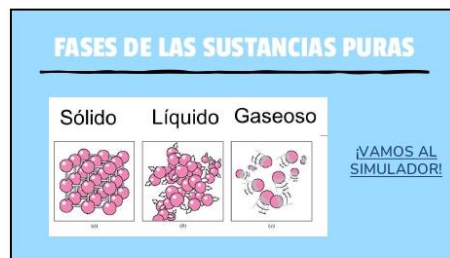 FASES DE LAS SUSTANCIAS PURAS
Sólido Líquido Gaseoso
¡VAMOS AL
SIMULADOR!
(a) (b) (c)